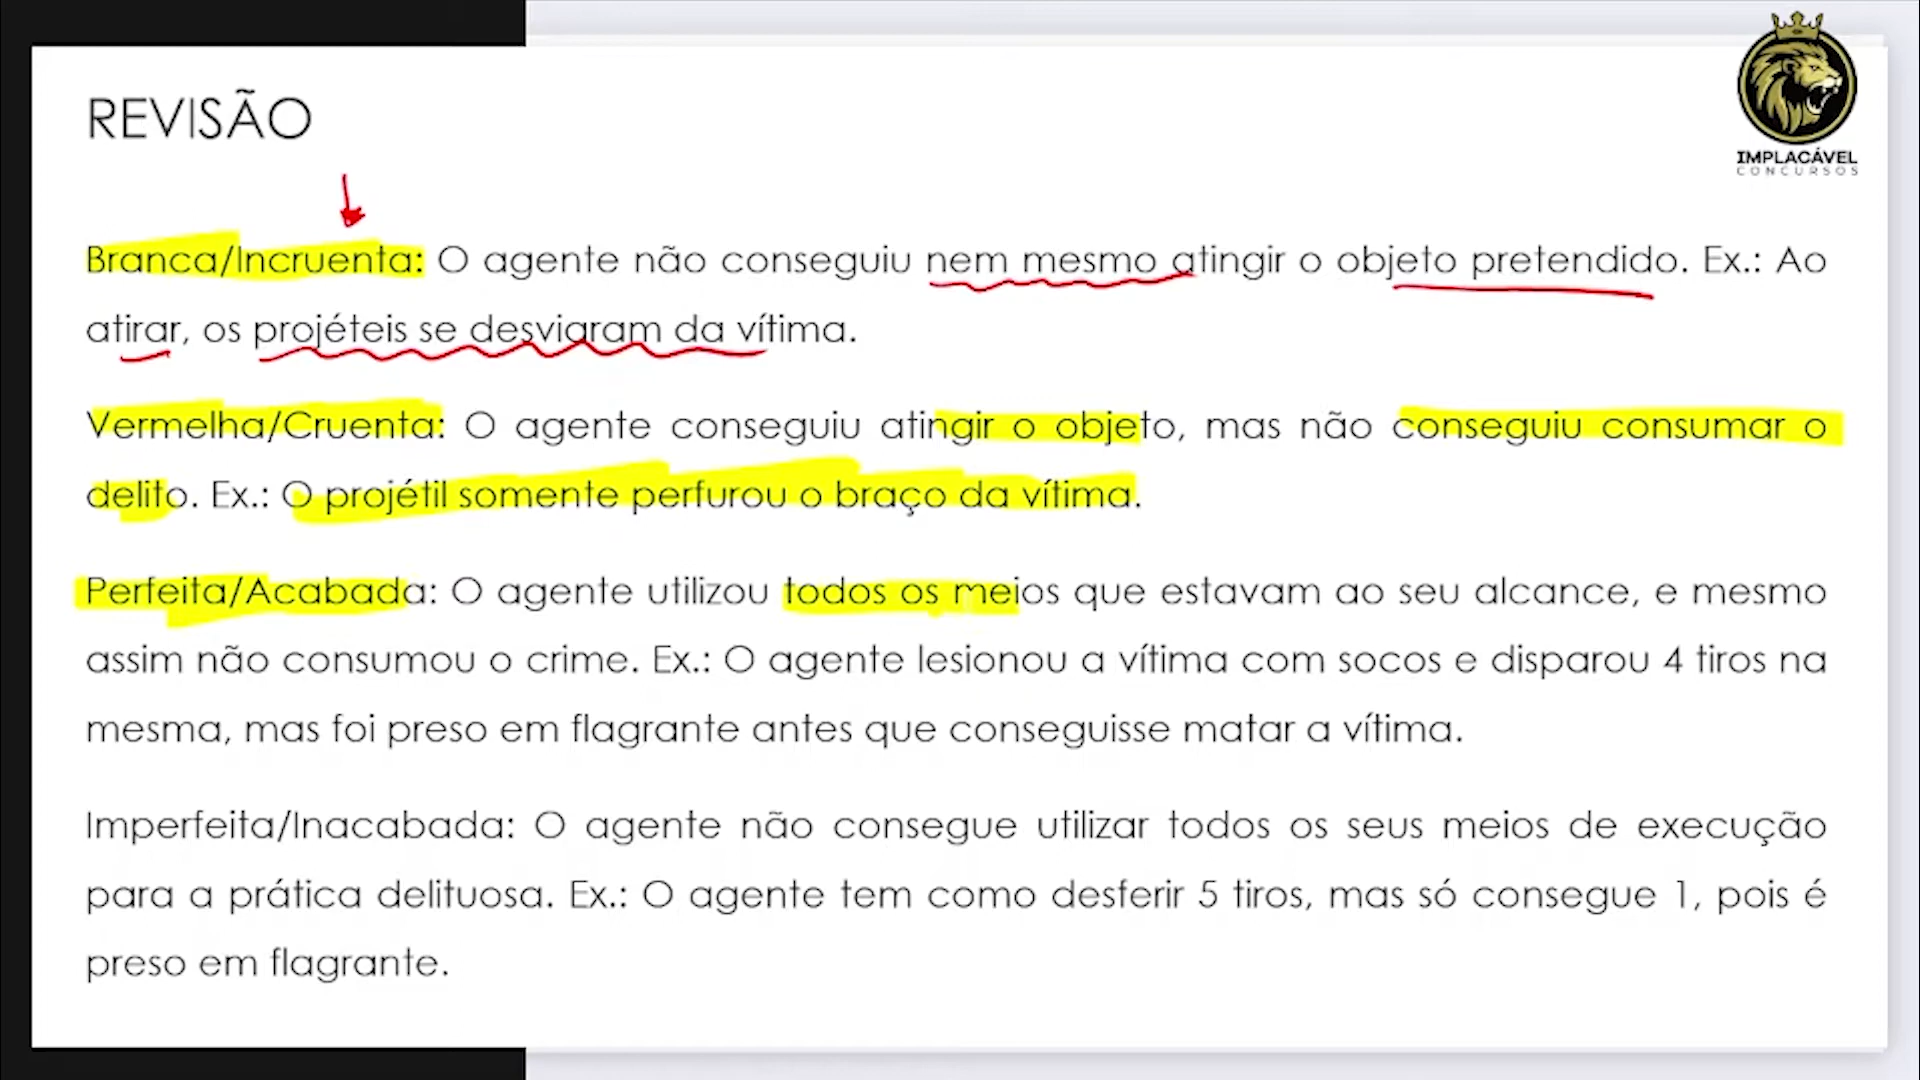 REVISÃO
IMPLACÁVEL
CONCURSOS
Branca/Incruenta: O agente não conseguiu nem mesmo atingir o objeto pretendido. Ex.: Ao
atirar, os projéteis se desviaram da vítima.
Vermelha/Cruenta: O agente conseguiu atingir o objeto, mas não conseguiu consumar o
delito. Ex.: O projétil somente perfurou o braço da vítima.
Perfeita/Acabada: O agente utilizou todos os meios que estavam ao seu alcance, e mesmo
assim não consumou o crime. Ex.: O agente lesionou a vítima com socos e disparou 4 tiros na
mesma, mas foi preso em flagrante antes que conseguisse matar a vítima.
Imperfeita/Inacabada: O agente não consegue utilizar todos os seus meios de execução
para a prática delituosa. Ex.: O agente tem como desferir 5 tiros, mas só consegue 1, pois é
preso em flagrante.